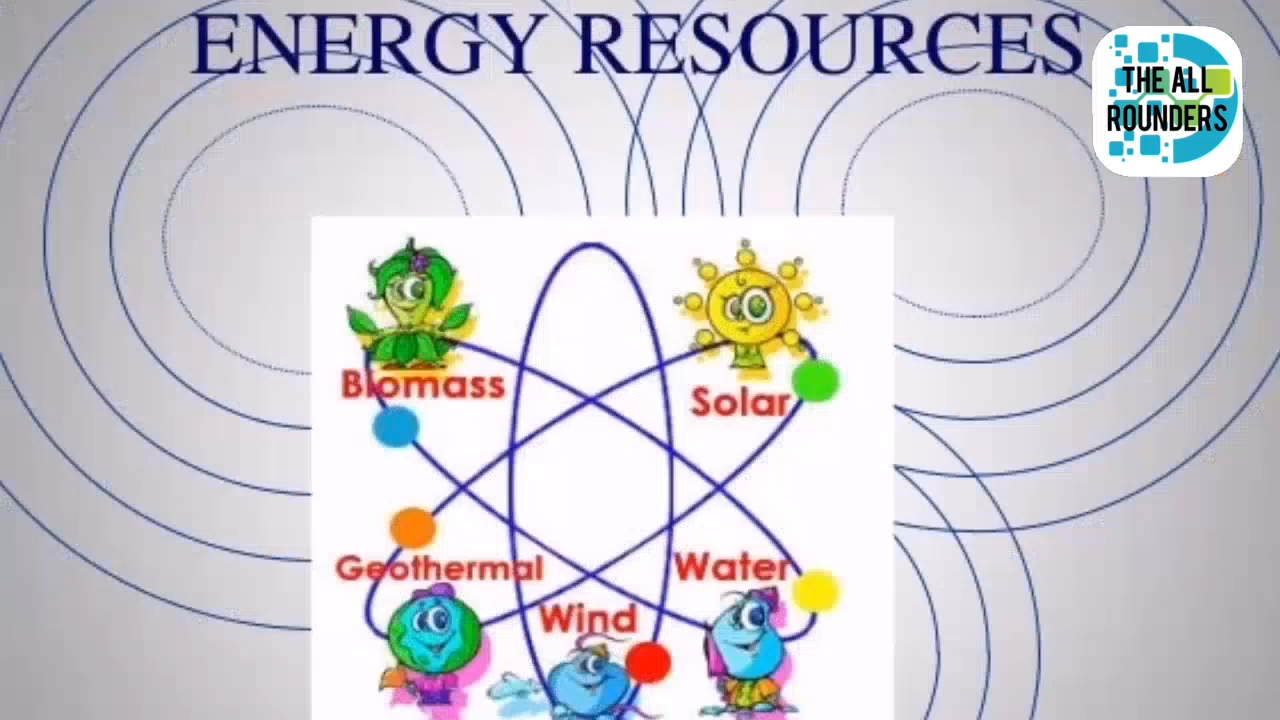 ENERGY RESOURCES
THE ALL
ROUNDERS
Biomass
Solar
Geothermal
Water
Wind